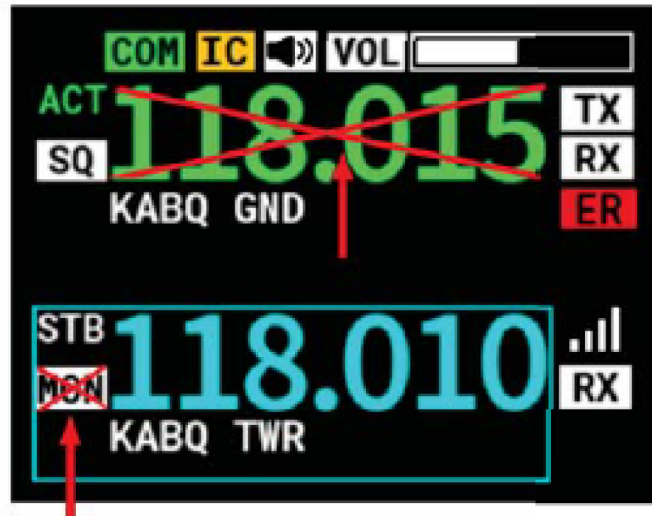 COM IC VOL
ACT 118.015 TX
SQ RX
KABQ GND ER
STB 118.010
MON RX
KABQ TWR